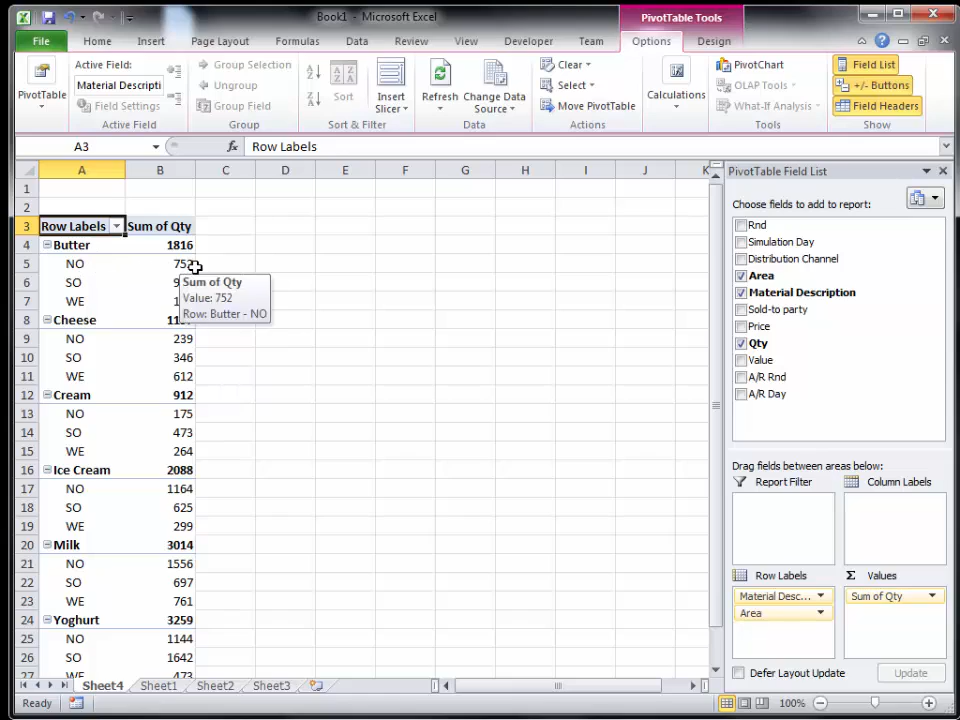 Book1 - Microsoft Excel
PivotTable Tools
File Home Insert Page Layout Formulas Data Review View Developer Team Options Design
PivotTable
Active Field:
Material Descripti
Field Settings
Active Field
Group Selection
Ungroup
Group Field
Group
Sort
Insert
Slicer
Sort & Filter
Refresh
Change Data
Source
Data
Clear
Select
Move PivotTable
Actions
Calculations
PivotChart
OLAP Tools
What-If Analysis
Tools
Field List
+/- Buttons
Field Headers
Show
A3
fx
Row Labels
A B C D E F G H I J K
1
2
3 Row Labels Sum of Qty
4 Butter 1816
5 NO 752
6 SO
7 WE
8 Cheese
9 NO 239
10 SO 346
11 WE 612
12 Cream 912
13 NO 175
14 SO 473
15 WE 264
16 Ice Cream 2088
17 NO 1164
18 SO 625
19 WE 299
20 Milk 3014
21 NO 1556
22 SO 697
23 WE 761
24 Yoghurt 3259
25 NO 1144
26 SO 1642
27 WE 473
Sum of Qty
Value: 752
Row: Butter - NO
PivotTable Field List
Choose fields to add to report:
Rnd
Simulation Day
Distribution Channel
Area
Material Description
Sold-to party
Price
Qty
Value
A/R Rnd
A/R Day
Drag fields between areas below:
Report Filter
Column Labels
Row Labels
Σ Values
Material Desc...
Area
Sum of Qty
Defer Layout Update
Update
Sheet4 Sheet1 Sheet2 Sheet3
Ready
100%